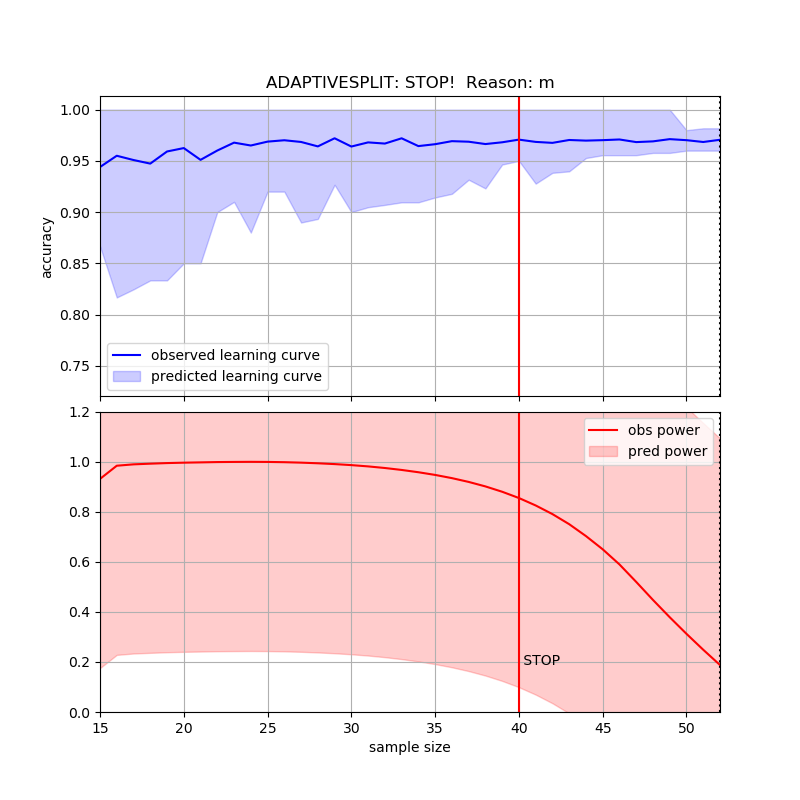 ADAPTIVESPLIT: STOP!  Reason: m
1.00
0.95
0.90
0.85
0.80
0.75
accuracy
observed learning curve
predicted learning curve
1.2
1.0
0.8
0.6
0.4
0.2
0.0
obs power
pred power
STOP
15
20
25
30
35
40
45
50
sample size